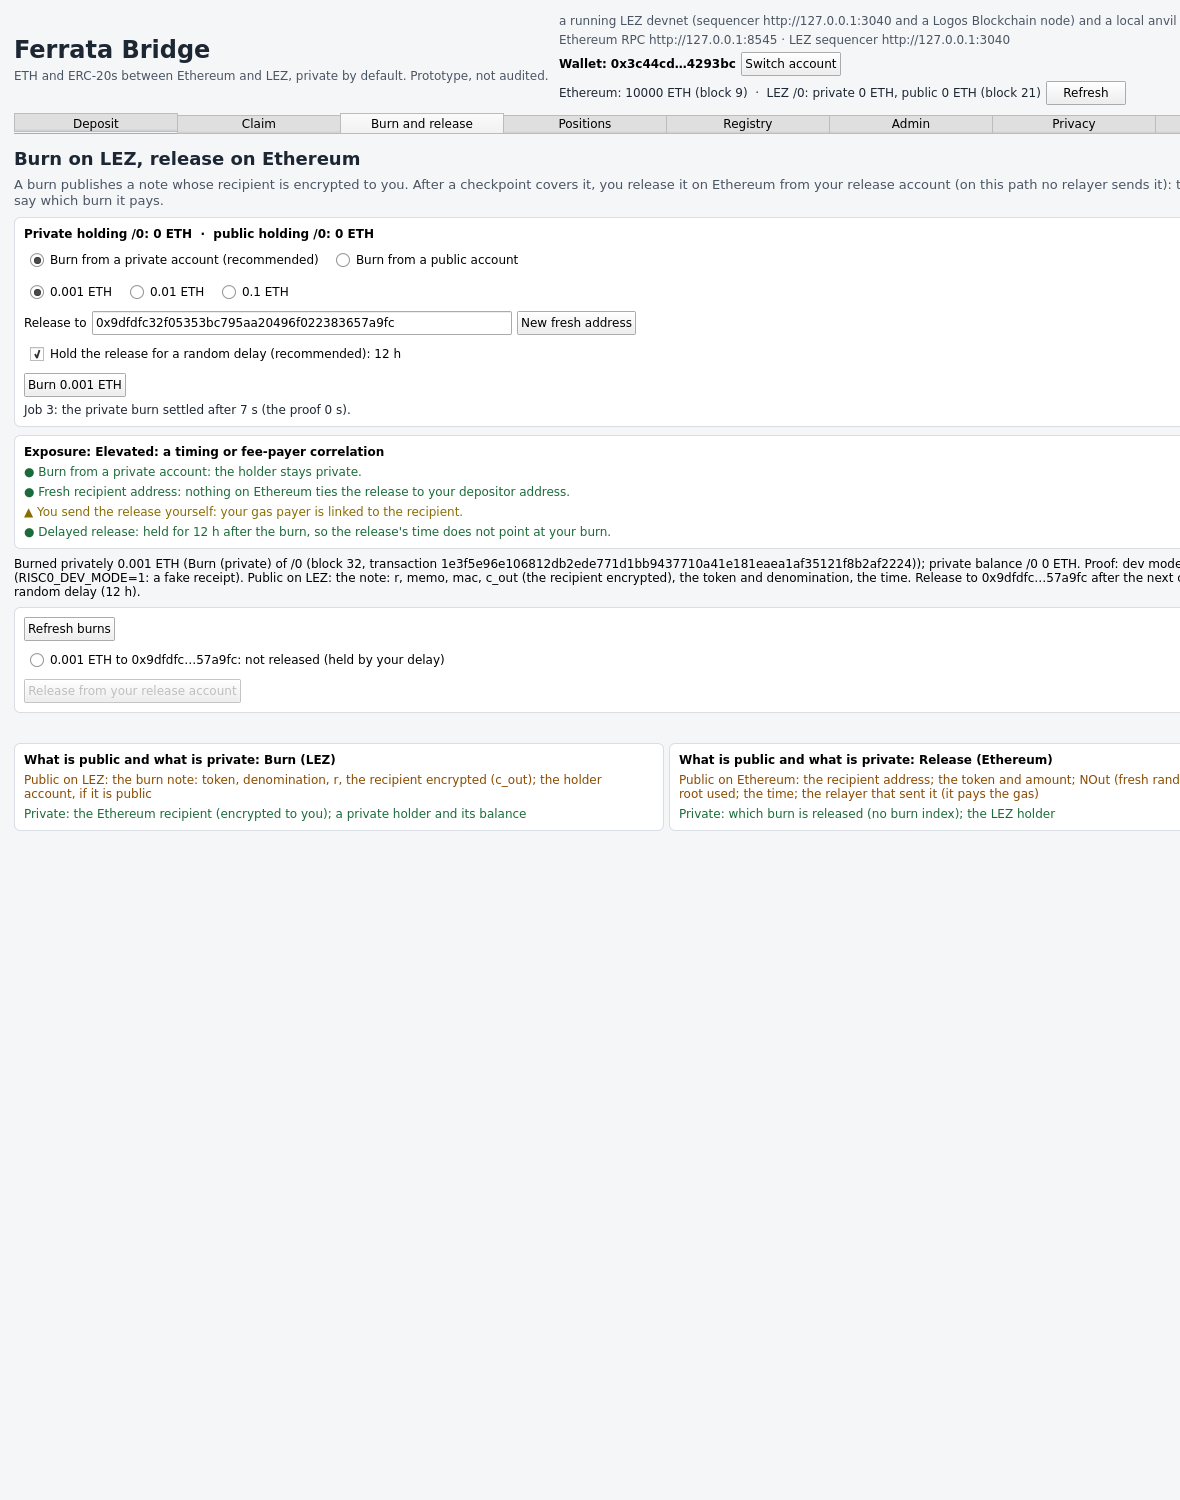 a running LEZ devnet (sequencer http://127.0.0.1:3040 and a Logos Blockchain node) and a local anvil
Ferrata Bridge
Ethereum RPC http://127.0.0.1:8545 · LEZ sequencer http://127.0.0.1:3040
ETH and ERC-20s between Ethereum and LEZ, private by default. Prototype, not audited.
Wallet: 0x3c44cd…4293bc Switch account
Ethereum: 10000 ETH (block 9) · LEZ /0: private 0 ETH, public 0 ETH (block 21) Refresh
Deposit Claim Burn and release Positions Registry Admin Privacy
Burn on LEZ, release on Ethereum
A burn publishes a note whose recipient is encrypted to you. After a checkpoint covers it, you release it on Ethereum from your release account (on this path no relayer sends it):
say which burn it pays.
Private holding /0: 0 ETH · public holding /0: 0 ETH
Burn from a private account (recommended) Burn from a public account
0.001 ETH 0.01 ETH 0.1 ETH
Release to 0x9dfdfc32f05353bc795aa20496f022383657a9fc New fresh address
Hold the release for a random delay (recommended): 12 h
Burn 0.001 ETH
Job 3: the private burn settled after 7 s (the proof 0 s).
Exposure: Elevated: a timing or fee-payer correlation
● Burn from a private account: the holder stays private.
● Fresh recipient address: nothing on Ethereum ties the release to your depositor address.
▲ You send the release yourself: your gas payer is linked to the recipient.
● Delayed release: held for 12 h after the burn, so the release's time does not point at your burn.
Burned privately 0.001 ETH (Burn (private) of /0 (block 32, transaction 1e3f5e96e106812db2ede771d1bb9437710a41e181eaea1af35121f8b2af2224)); private balance /0 0 ETH. Proof: dev mode
(RISC0_DEV_MODE=1: a fake receipt). Public on LEZ: the note: r, memo, mac, c_out (the recipient encrypted), the token and denomination, the time. Release to 0x9dfdfc…57a9fc after the next
random delay (12 h).
Refresh burns
0.001 ETH to 0x9dfdfc…57a9fc: not released (held by your delay)
Release from your release account
What is public and what is private: Burn (LEZ)
Public on LEZ: the burn note: token, denomination, r, the recipient encrypted (c_out); the holder
account, if it is public
Private: the Ethereum recipient (encrypted to you); a private holder and its balance
What is public and what is private: Release (Ethereum)
Public on Ethereum: the recipient address; the token and amount; NOut (fresh
root used; the time; the relayer that sent it (it pays the gas)
Private: which burn is released (no burn index); the LEZ holder